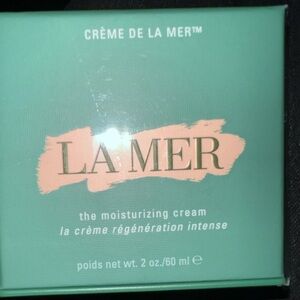 CRÈME DE LA MER™
LA MER
the moisturizing cream
la crème régénération intense
poids net wt. 2 oz./60 ml ℮